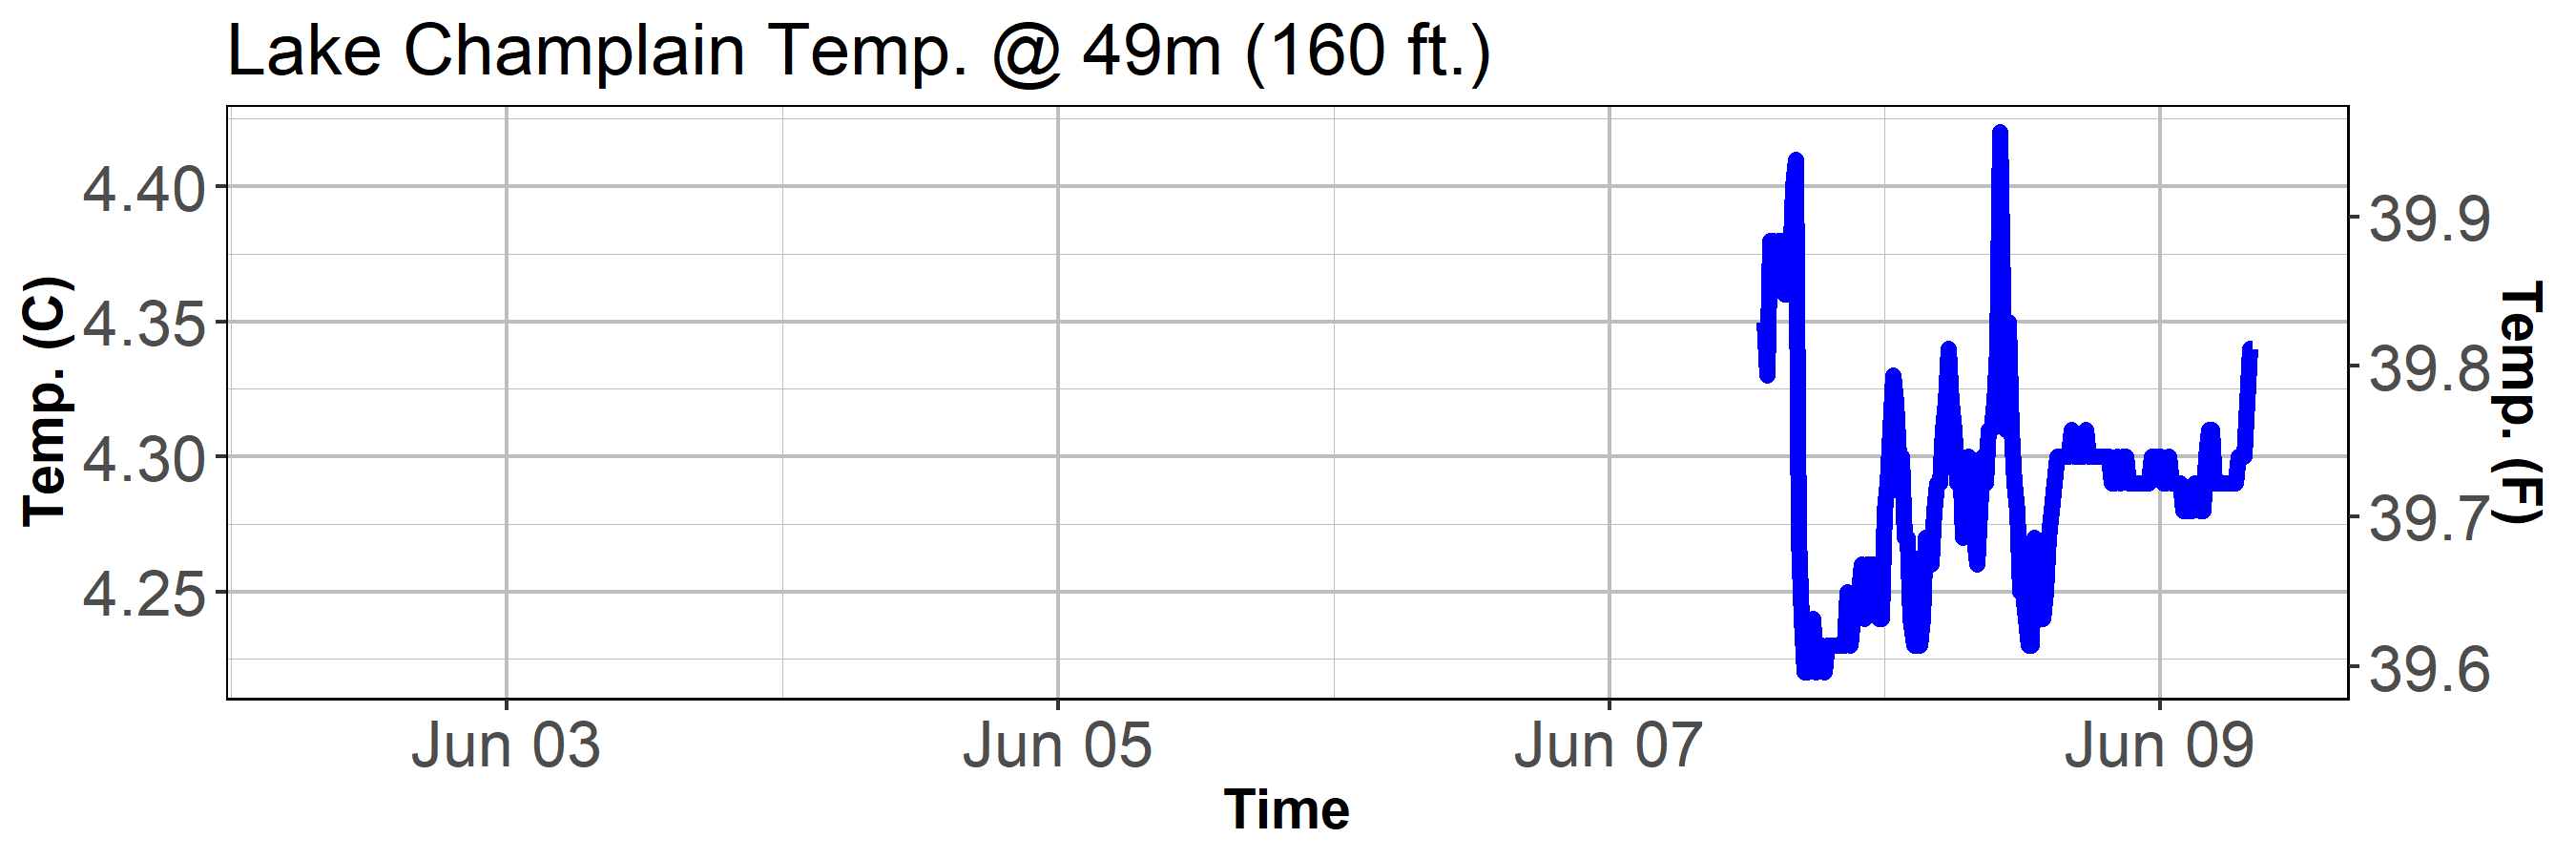 Lake Champlain Temp. @ 49m (160 ft.)
4.40
4.35
4.30
4.25
Temp. (C)
39.9
39.8
39.7
39.6
Temp. (F)
Jun 03 Jun 05 Jun 07 Jun 09
Time